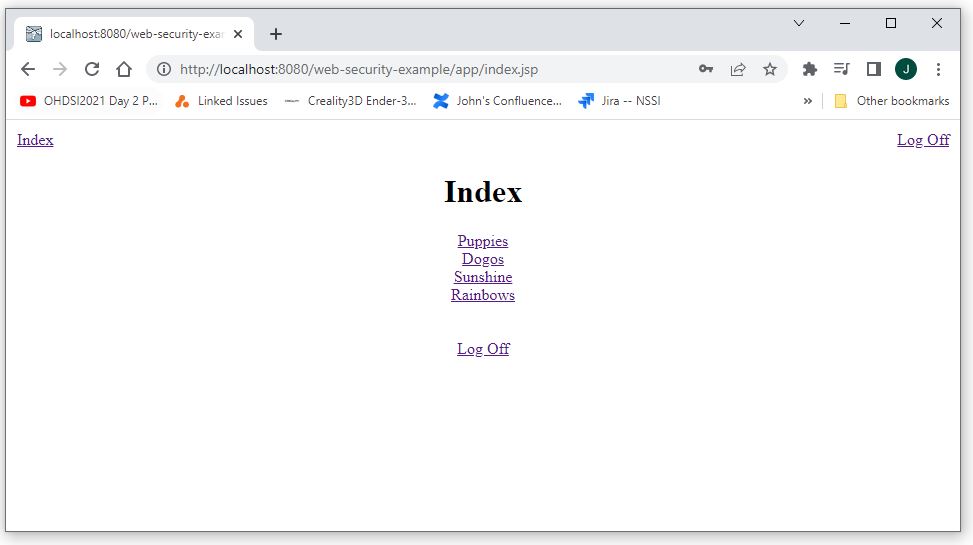 localhost:8080/web-security-exa
http://localhost:8080/web-security-example/app/index.jsp
J
OHDSI2021 Day 2 P...
Linked Issues
Creality3D Ender-3...
John's Confluence...
Jira -- NSSI
»
Other bookmarks
Index
Log Off
Index
Puppies
Dogos
Sunshine
Rainbows
Log Off